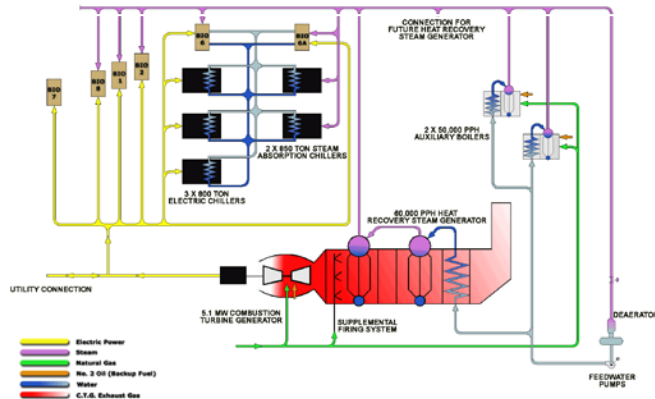 CONNECTION FOR
FUTURE HEAT RECOVERY
STEAM GENERATOR
BIO
6
BIO
6A
BIO
7
BIO
8
BIO
1
BIO
2
2 X 50,000 PPH
AUXILIARY BOILERS
2 X 850 TON STEAM
ABSORPTION CHILLERS
3 X 800 TON
ELECTRIC CHILLERS
60,000 PPH HEAT
RECOVERY STEAM GENERATOR
UTILITY CONNECTION
5.1 MW COMBUSTION
TURBINE GENERATOR
SUPPLEMENTAL
FIRING SYSTEM
DEAERATOR
FEEDWATER
PUMPS
Electric Power
Steam
Natural Gas
No. 2 Oil (Backup Fuel)
Water
C.T.G. Exhaust Gas